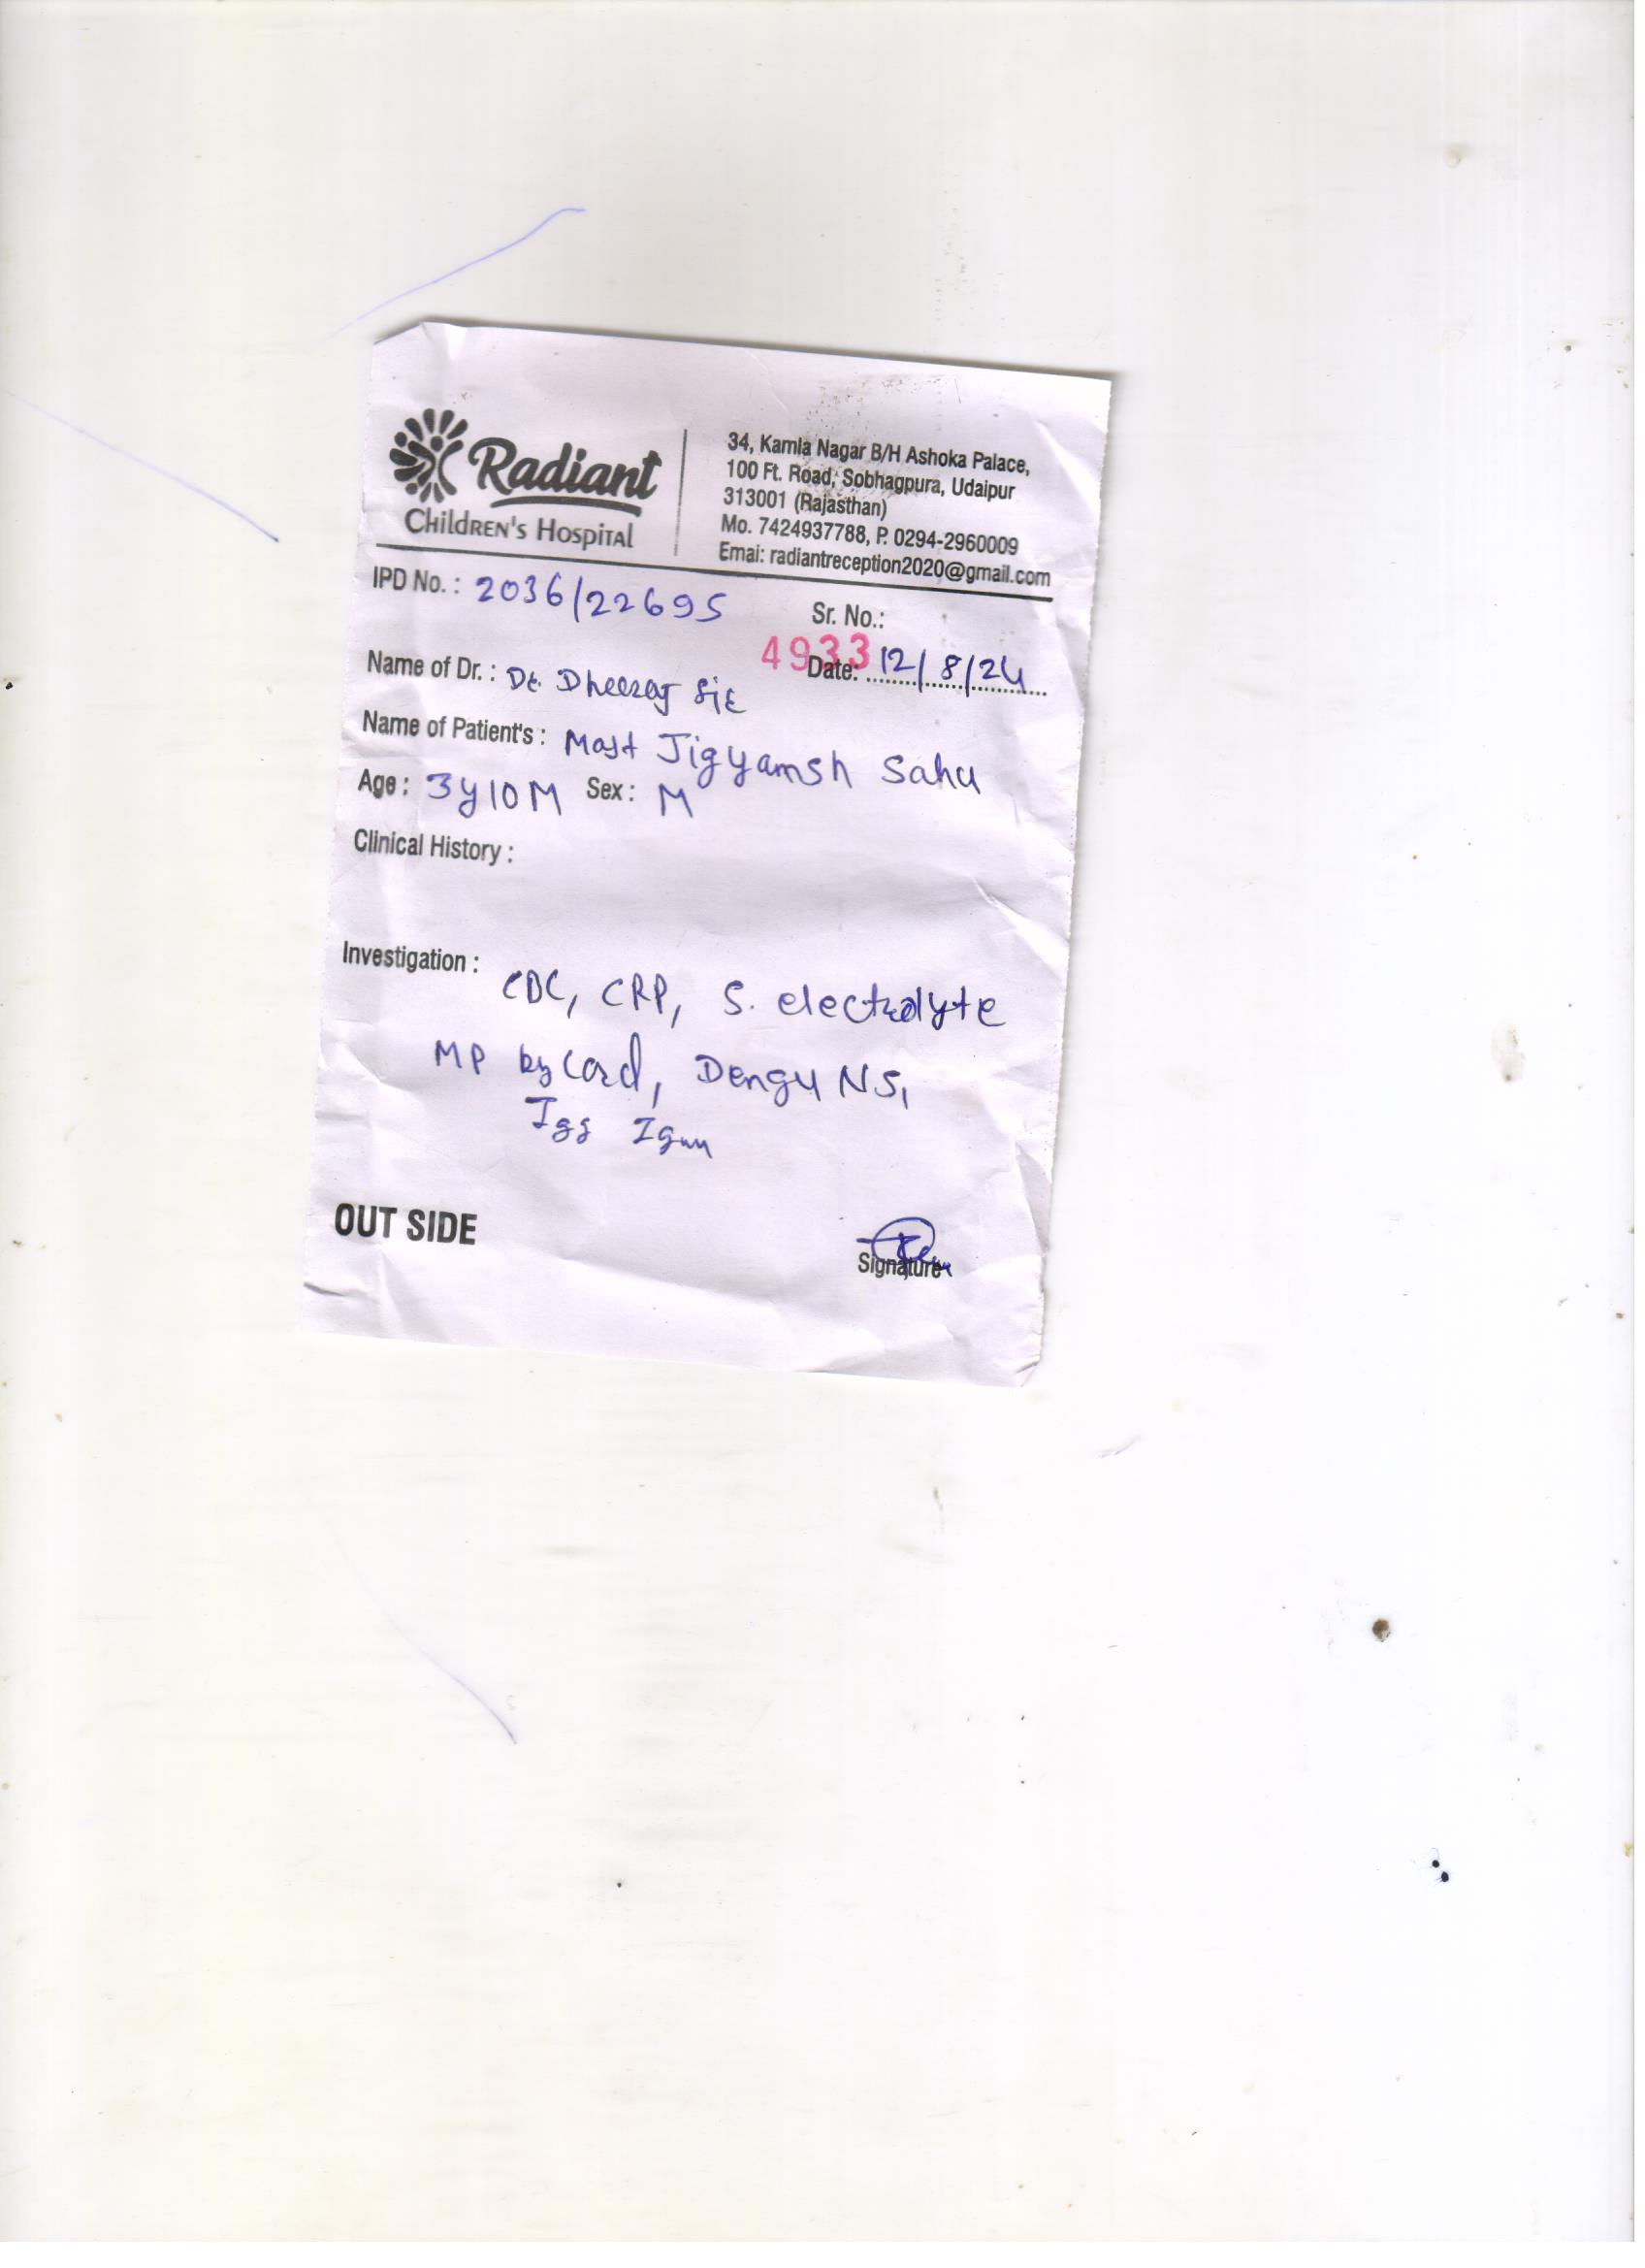 Radiant
Children's Hospital
34, Kamla Nagar B/H Ashoka Palace,
100 Ft. Road, Sobhagpura, Udaipur
313001 (Rajasthan)
Mo. 7424937788, P. 0294-2960009
Emai: radiantreception2020@gmail.com
IPD No. : 2036/22695
Sr. No.:
4933
Date: 12/8/24
Name of Dr. : Dr. Dheeraj Sir
Name of Patient's : Mast Jigyamsh Sahu
Age : 3y10M Sex : M
Clinical History :
Investigation :
CBC, CRP, S. electrolyte
MP by Card, Dengu NS1
Igg Igm
OUT SIDE
Signature